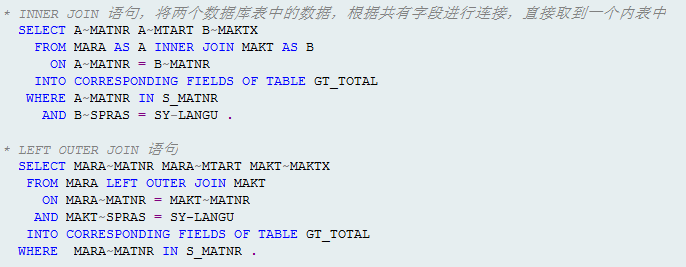 * INNER JOIN 语句，将两个数据库表中的数据，根据共有字段进行连接，直接取到一个内表中
SELECT A~MATNR A~MTART B~MAKTX
FROM MARA AS A INNER JOIN MAKT AS B
ON A~MATNR = B~MATNR
INTO CORRESPONDING FIELDS OF TABLE GT_TOTAL
WHERE A~MATNR IN S_MATNR
AND B~SPRAS = SY-LANGU .
* LEFT OUTER JOIN 语句
SELECT MARA~MATNR MARA~MTART MAKT~MAKTX
FROM MARA LEFT OUTER JOIN MAKT
ON MARA~MATNR = MAKT~MATNR
AND MAKT~SPRAS = SY-LANGU
INTO CORRESPONDING FIELDS OF TABLE GT_TOTAL
WHERE MARA~MATNR IN S_MATNR .